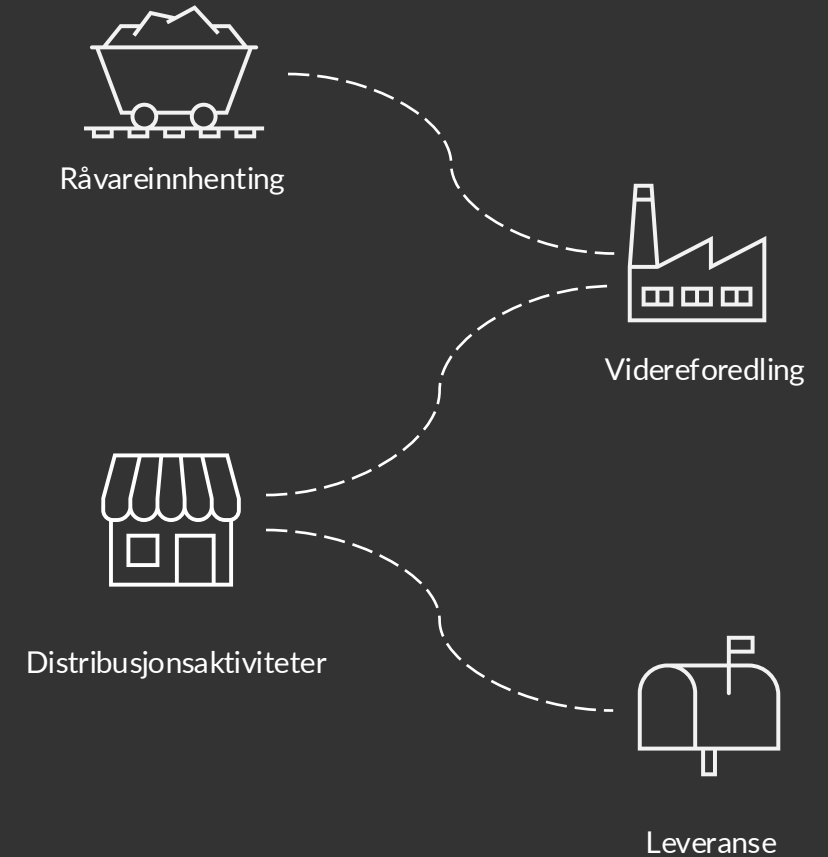 Råvareinnhenting
Videreforedling
Distribusjonsaktiviteter
Leveranse